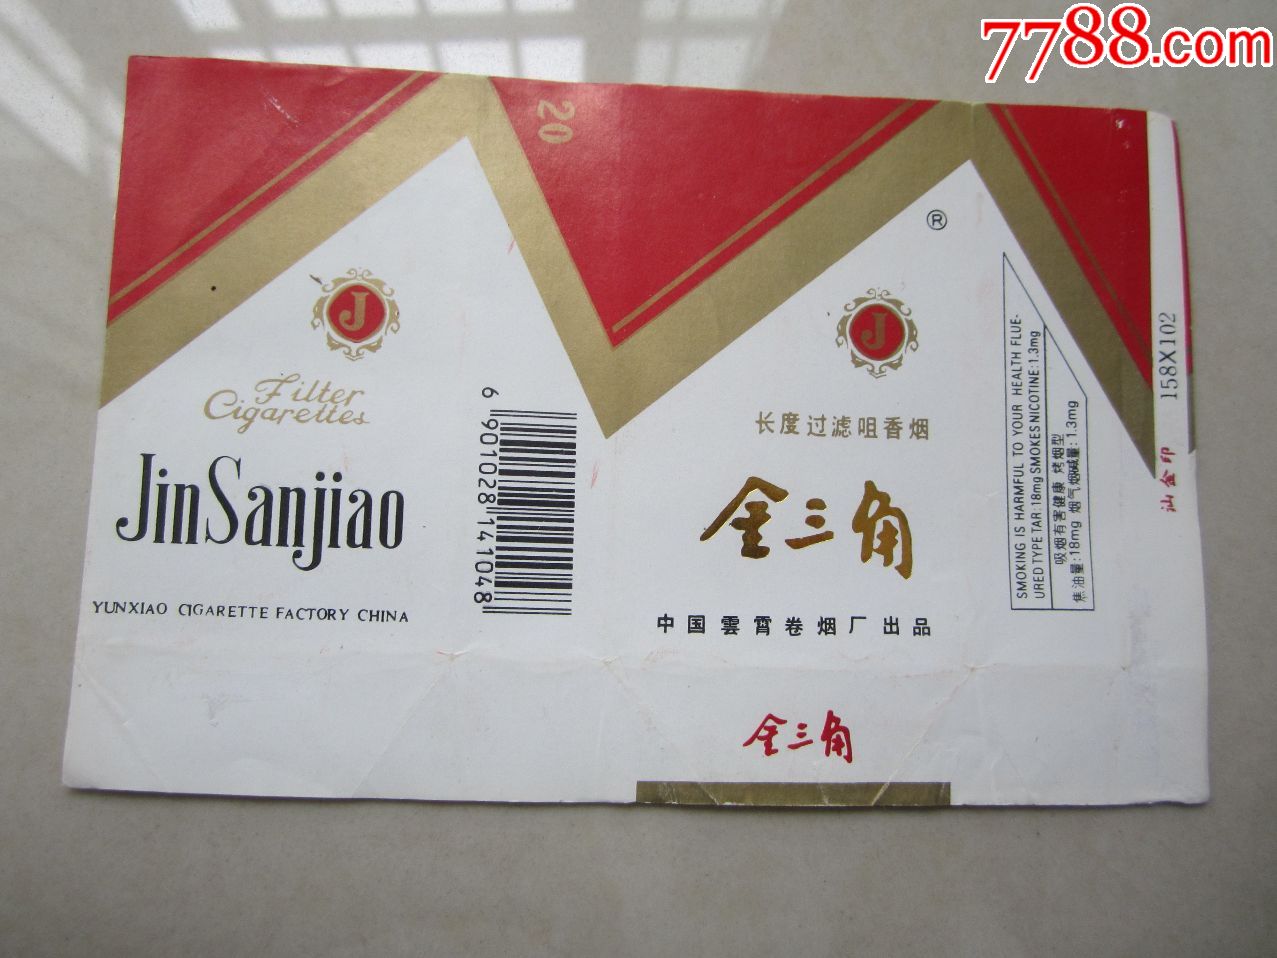 7788.com
20
J
Filter
Cigarettes
JinSanjiao
YUNXIAO CIGARETTE FACTORY CHINA
6 901028 141048
®
J
长度过滤咀香烟
金三角
中国雲霄卷烟厂出品
金三角
SMOKING IS HARMFUL TO YOUR HEALTH FLUE-
URED TYPE TAR:18mg SMOKES NICOTINE:1.3mg
吸烟有害健康 烤烟型
焦油量:18mg 烟气烟碱量:1.3mg
158X102
汕金印